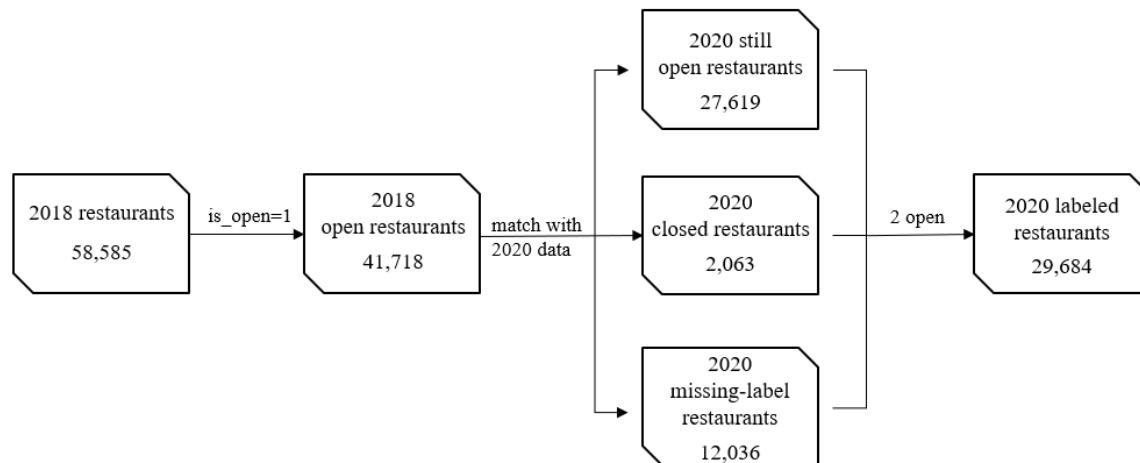 2018 restaurants
58,585
is_open=1
2018
open restaurants
41,718
match with
2020 data
2020 still
open restaurants
27,619
2020
closed restaurants
2,063
2020
missing-label
restaurants
12,036
2 open
2020 labeled
restaurants
29,684